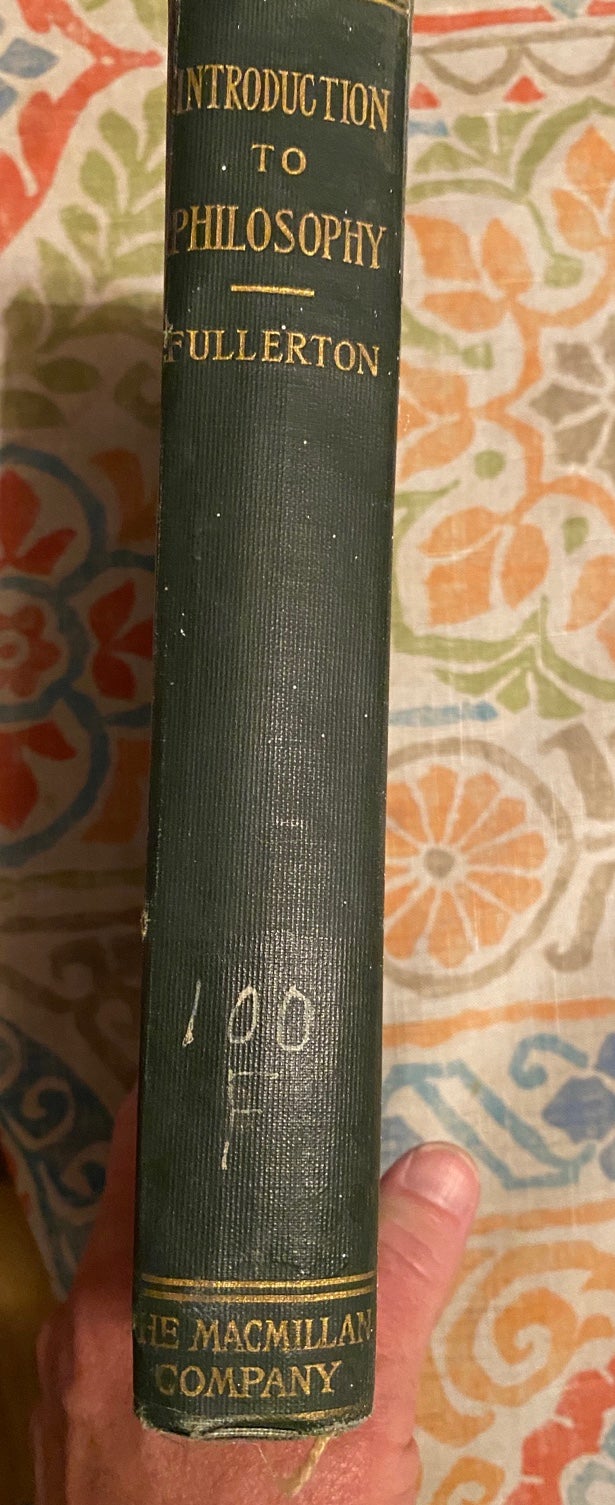 INTRODUCTION
TO
PHILOSOPHY
FULLERTON
100
F
THE MACMILLAN
COMPANY